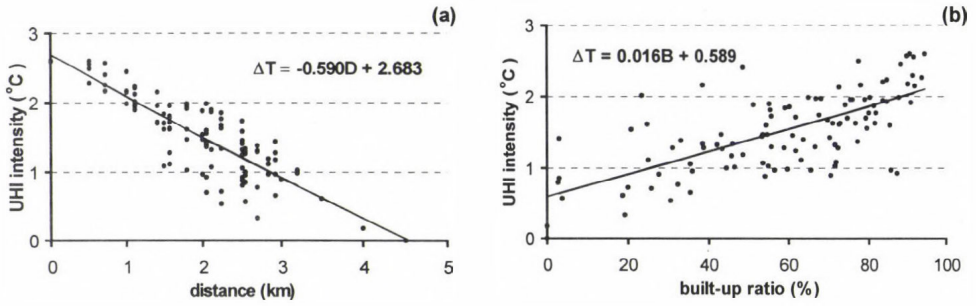 (a)
UHI intensity (°C)
3
2
1
0
ΔT = -0.590D + 2.683
0 1 2 3 4 5
distance (km)
(b)
UHI intensity (°C)
3
2
1
0
ΔT = 0.016B + 0.589
0 20 40 60 80 100
built-up ratio (%)